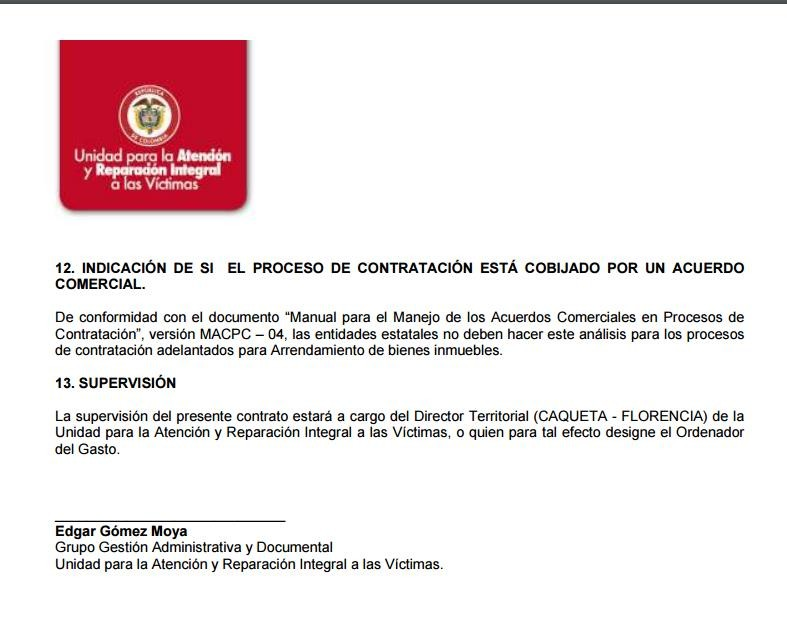 REPÚBLICA
DE COLOMBIA
Unidad para la Atención
y Reparación Integral
a las Víctimas
12. INDICACIÓN DE SI  EL PROCESO DE CONTRATACIÓN ESTÁ COBIJADO POR UN ACUERDO
COMERCIAL.
De conformidad con el documento “Manual para el Manejo de los Acuerdos Comerciales en Procesos de
Contratación”, versión MACPC – 04, las entidades estatales no deben hacer este análisis para los procesos
de contratación adelantados para Arrendamiento de bienes inmuebles.
13. SUPERVISIÓN
La supervisión del presente contrato estará a cargo del Director Territorial (CAQUETA - FLORENCIA) de la
Unidad para la Atención y Reparación Integral a las Víctimas, o quien para tal efecto designe el Ordenador
del Gasto.
Edgar Gómez Moya
Grupo Gestión Administrativa y Documental
Unidad para la Atención y Reparación Integral a las Víctimas.